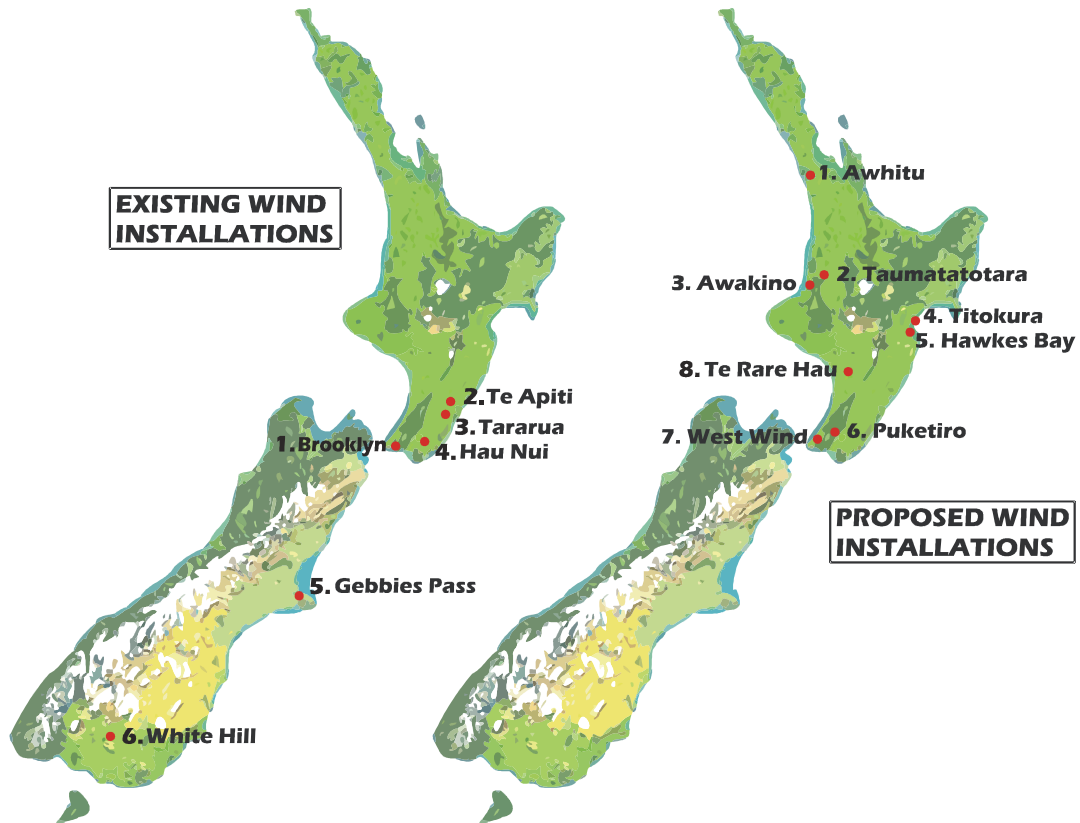 EXISTING WIND
INSTALLATIONS
1. Brooklyn
2. Te Apiti
3. Tararua
4. Hau Nui
5. Gebbies Pass
6. White Hill
1. Awhitu
2. Taumatatotara
3. Awakino
4. Titokura
5. Hawkes Bay
8. Te Rare Hau
6. Puketiro
7. West Wind
PROPOSED WIND
INSTALLATIONS